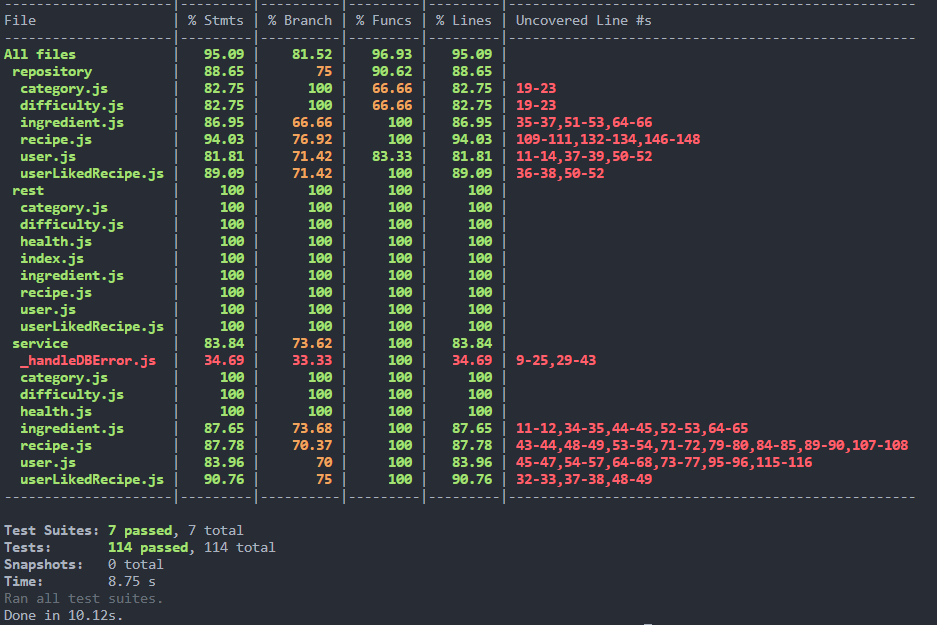 ---------------------|---------|----------|---------|---------|---------------------------------------------------
File                 | % Stmts | % Branch | % Funcs | % Lines | Uncovered Line #s
---------------------|---------|----------|---------|---------|---------------------------------------------------
All files            |   95.09 |    81.52 |   96.93 |   95.09 |
 repository          |   88.65 |       75 |   90.62 |   88.65 |
  category.js        |   82.75 |      100 |   66.66 |   82.75 | 19-23
  difficulty.js      |   82.75 |      100 |   66.66 |   82.75 | 19-23
  ingredient.js      |   86.95 |    66.66 |     100 |   86.95 | 35-37,51-53,64-66
  recipe.js          |   94.03 |    76.92 |     100 |   94.03 | 109-111,132-134,146-148
  user.js            |   81.81 |    71.42 |   83.33 |   81.81 | 11-14,37-39,50-52
  userLikedRecipe.js |   89.09 |    71.42 |     100 |   89.09 | 36-38,50-52
 rest                |     100 |      100 |     100 |     100 |
  category.js        |     100 |      100 |     100 |     100 |
  difficulty.js      |     100 |      100 |     100 |     100 |
  health.js          |     100 |      100 |     100 |     100 |
  index.js           |     100 |      100 |     100 |     100 |
  ingredient.js      |     100 |      100 |     100 |     100 |
  recipe.js          |     100 |      100 |     100 |     100 |
  user.js            |     100 |      100 |     100 |     100 |
  userLikedRecipe.js |     100 |      100 |     100 |     100 |
 service             |   83.84 |    73.62 |     100 |   83.84 |
  _handleDBError.js  |   34.69 |    33.33 |     100 |   34.69 | 9-25,29-43
  category.js        |     100 |      100 |     100 |     100 |
  difficulty.js      |     100 |      100 |     100 |     100 |
  health.js          |     100 |      100 |     100 |     100 |
  ingredient.js      |   87.65 |    73.68 |     100 |   87.65 | 11-12,34-35,44-45,52-53,64-65
  recipe.js          |   87.78 |    70.37 |     100 |   87.78 | 43-44,48-49,53-54,71-72,79-80,84-85,89-90,107-108
  user.js            |   83.96 |       70 |     100 |   83.96 | 45-47,54-57,64-68,73-77,95-96,115-116
  userLikedRecipe.js |   90.76 |       75 |     100 |   90.76 | 32-33,37-38,48-49
---------------------|---------|----------|---------|---------|---------------------------------------------------

Test Suites: 7 passed, 7 total
Tests:       114 passed, 114 total
Snapshots:   0 total
Time:        8.75 s
Ran all test suites.
Done in 10.12s.